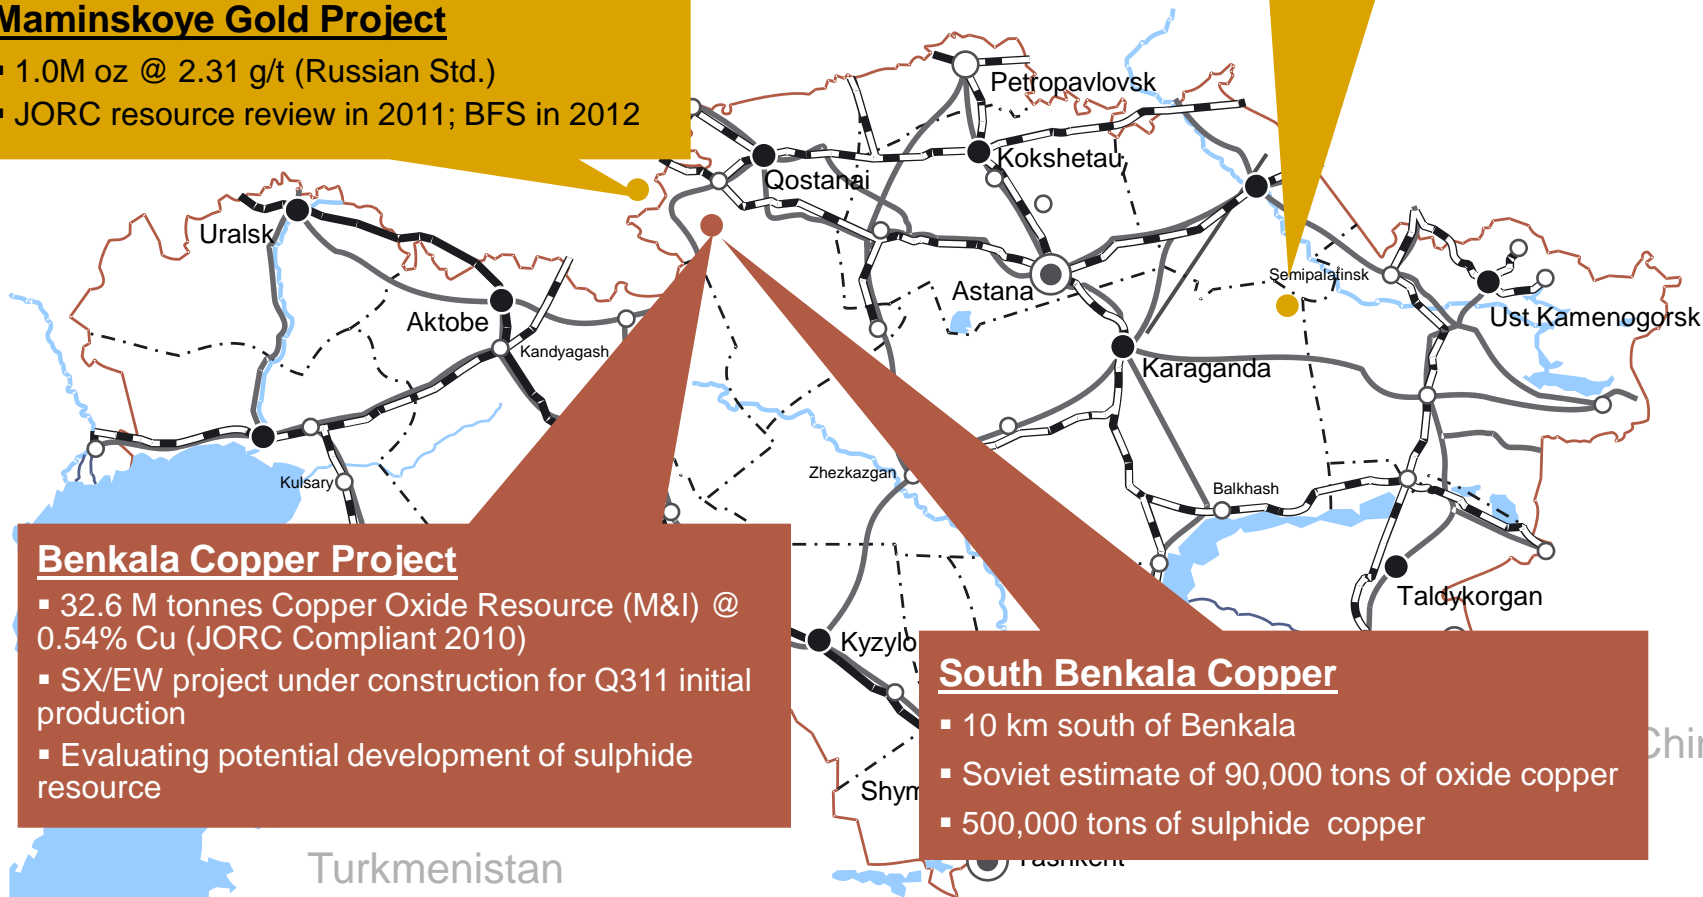 Maminskoye Gold Project
▪ 1.0M oz @ 2.31 g/t (Russian Std.)
▪ JORC resource review in 2011; BFS in 2012
Petropavlovsk
Kokshetau
Qostanai
Uralsk
Semipalatinsk
Astana
Ust Kamenogorsk
Aktobe
Kandyagash
Karaganda
Zhezkazgan
Kulsary
Balkhash
Taldykorgan
Kyzylo
Benkala Copper Project
▪ 32.6 M tonnes Copper Oxide Resource (M&I) @
0.54% Cu (JORC Compliant 2010)
▪ SX/EW project under construction for Q311 initial
production
▪ Evaluating potential development of sulphide
resource
South Benkala Copper
▪ 10 km south of Benkala
▪ Soviet estimate of 90,000 tons of oxide copper
▪ 500,000 tons of sulphide copper
Chin
Shym
Tashkent
Turkmenistan